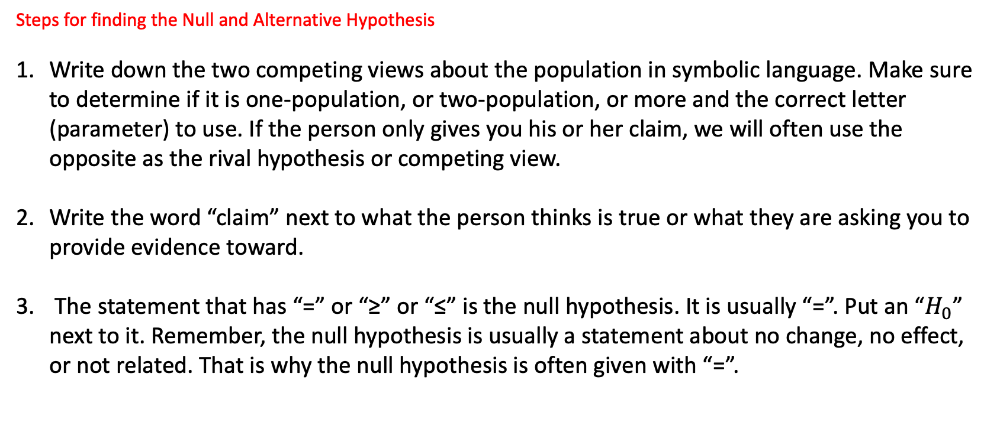 Steps for finding the Null and Alternative Hypothesis
1. Write down the two competing views about the population in symbolic language. Make sure
to determine if it is one-population, or two-population, or more and the correct letter
(parameter) to use. If the person only gives you his or her claim, we will often use the
opposite as the rival hypothesis or competing view.
2. Write the word “claim” next to what the person thinks is true or what they are asking you to
provide evidence toward.
3. The statement that has “=” or “≥” or “≤” is the null hypothesis. It is usually “=”. Put an “𝐻₀”
next to it. Remember, the null hypothesis is usually a statement about no change, no effect,
or not related. That is why the null hypothesis is often given with “=”.